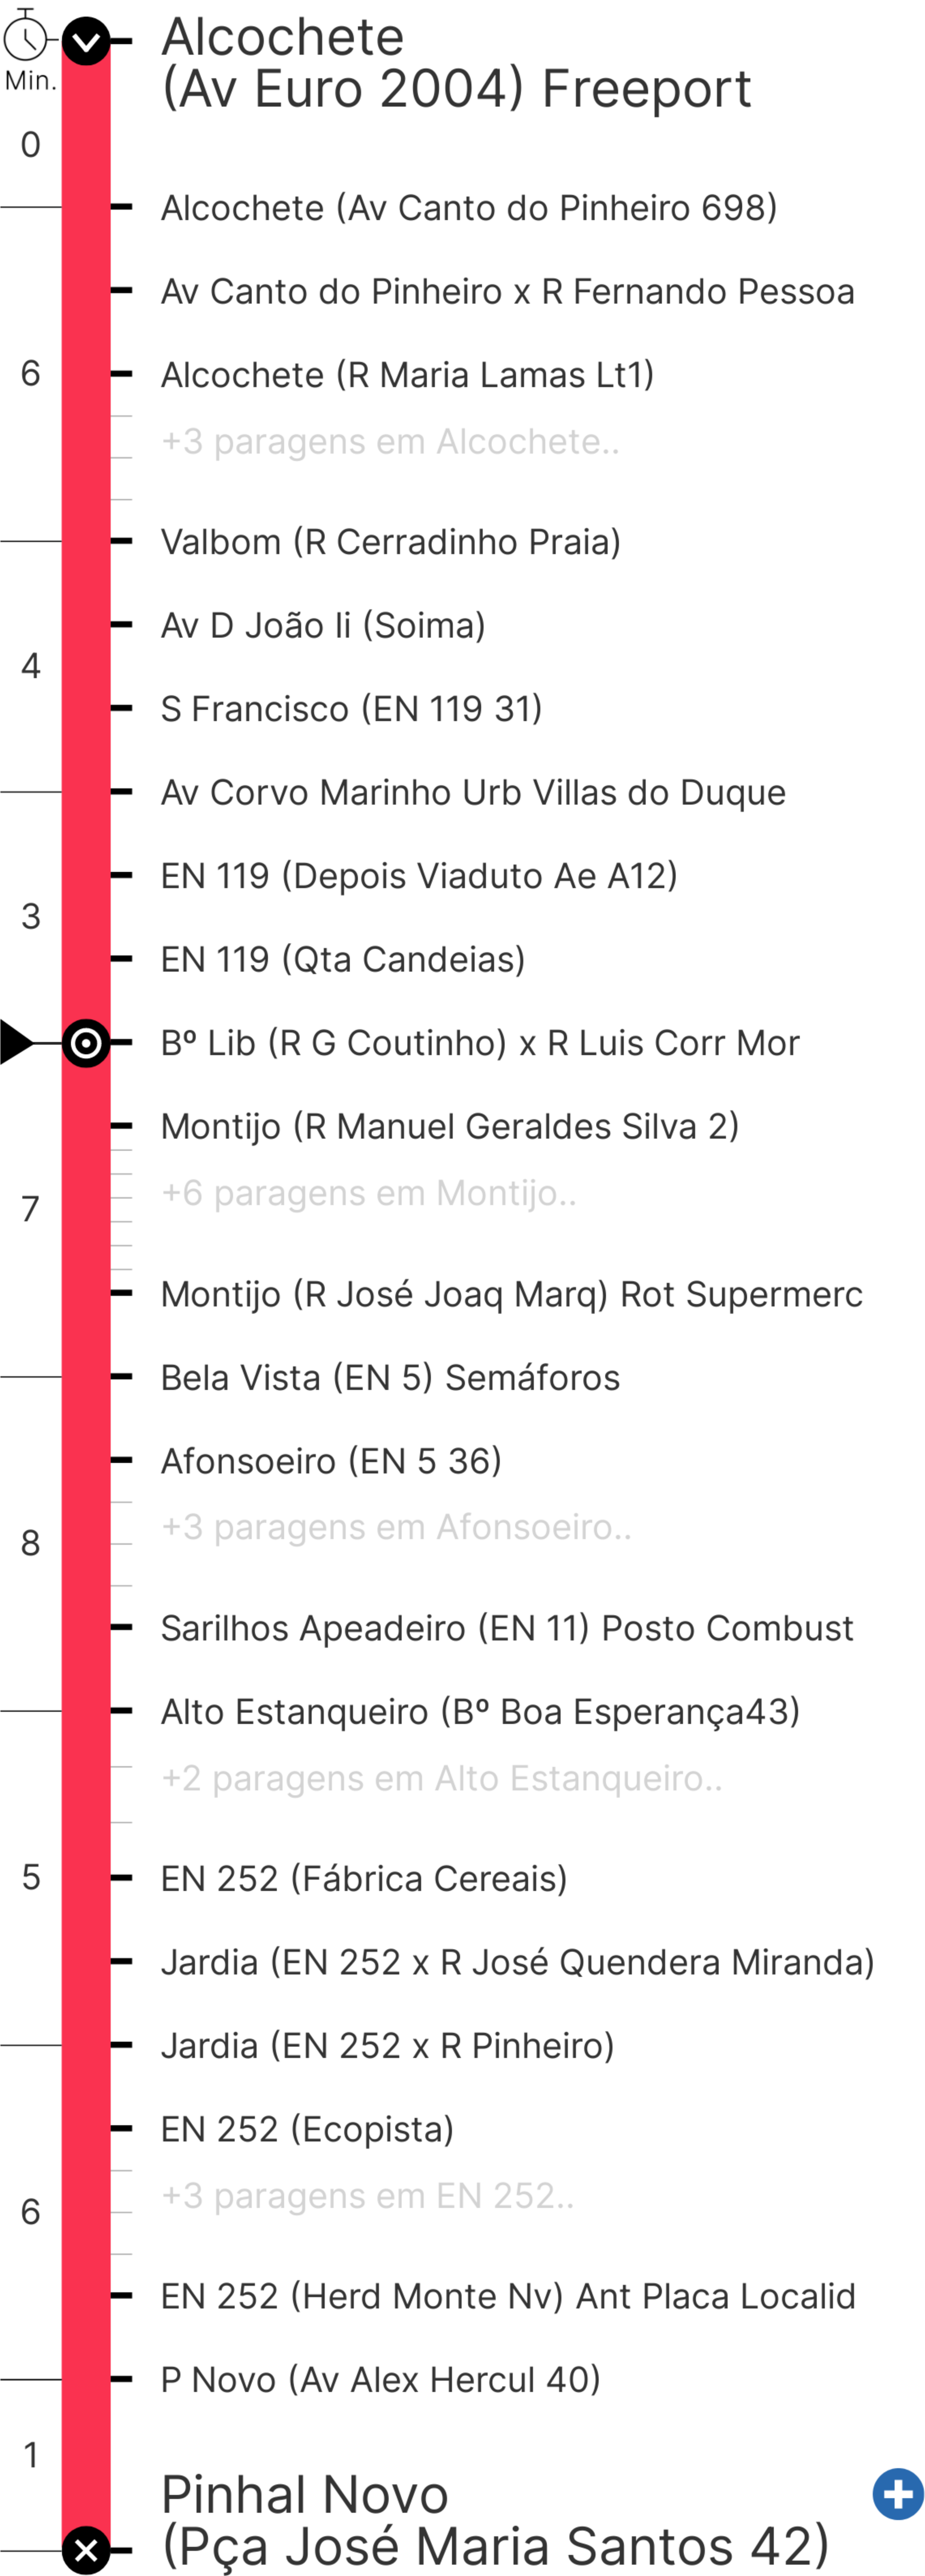 Alcochete
(Av Euro 2004) Freeport
Min.
0
Alcochete (Av Canto do Pinheiro 698)
Av Canto do Pinheiro x R Fernando Pessoa
6
Alcochete (R Maria Lamas Lt1)
+3 paragens em Alcochete..
Valbom (R Cerradinho Praia)
Av D João Ii (Soima)
4
S Francisco (EN 119 31)
Av Corvo Marinho Urb Villas do Duque
EN 119 (Depois Viaduto Ae A12)
3
EN 119 (Qta Candeias)
Bº Lib (R G Coutinho) x R Luis Corr Mor
Montijo (R Manuel Geraldes Silva 2)
+6 paragens em Montijo..
7
Montijo (R José Joaq Marq) Rot Supermerc
Bela Vista (EN 5) Semáforos
Afonsoeiro (EN 5 36)
+3 paragens em Afonsoeiro..
8
Sarilhos Apeadeiro (EN 11) Posto Combust
Alto Estanqueiro (Bº Boa Esperança43)
+2 paragens em Alto Estanqueiro..
5
EN 252 (Fábrica Cereais)
Jardia (EN 252 x R José Quendera Miranda)
Jardia (EN 252 x R Pinheiro)
EN 252 (Ecopista)
+3 paragens em EN 252..
6
EN 252 (Herd Monte Nv) Ant Placa Localid
P Novo (Av Alex Hercul 40)
1
Pinhal Novo
(Pça José Maria Santos 42)